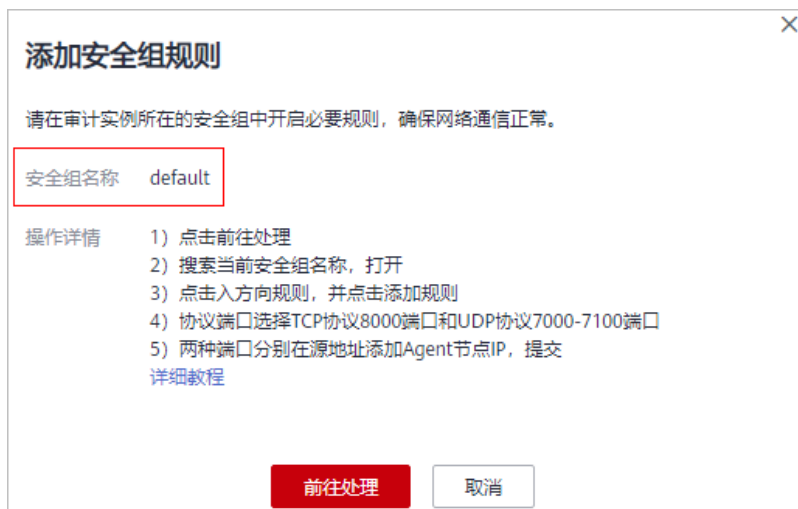 添加安全组规则
请在审计实例所在的安全组中开启必要规则，确保网络通信正常。
安全组名称 default
操作详情 1）点击前往处理
2）搜索当前安全组名称，打开
3）点击入方向规则，并点击添加规则
4）协议端口选择TCP协议8000端口和UDP协议7000-7100端口
5）两种端口分别在源地址添加Agent节点IP，提交
详细教程
前往处理 取消